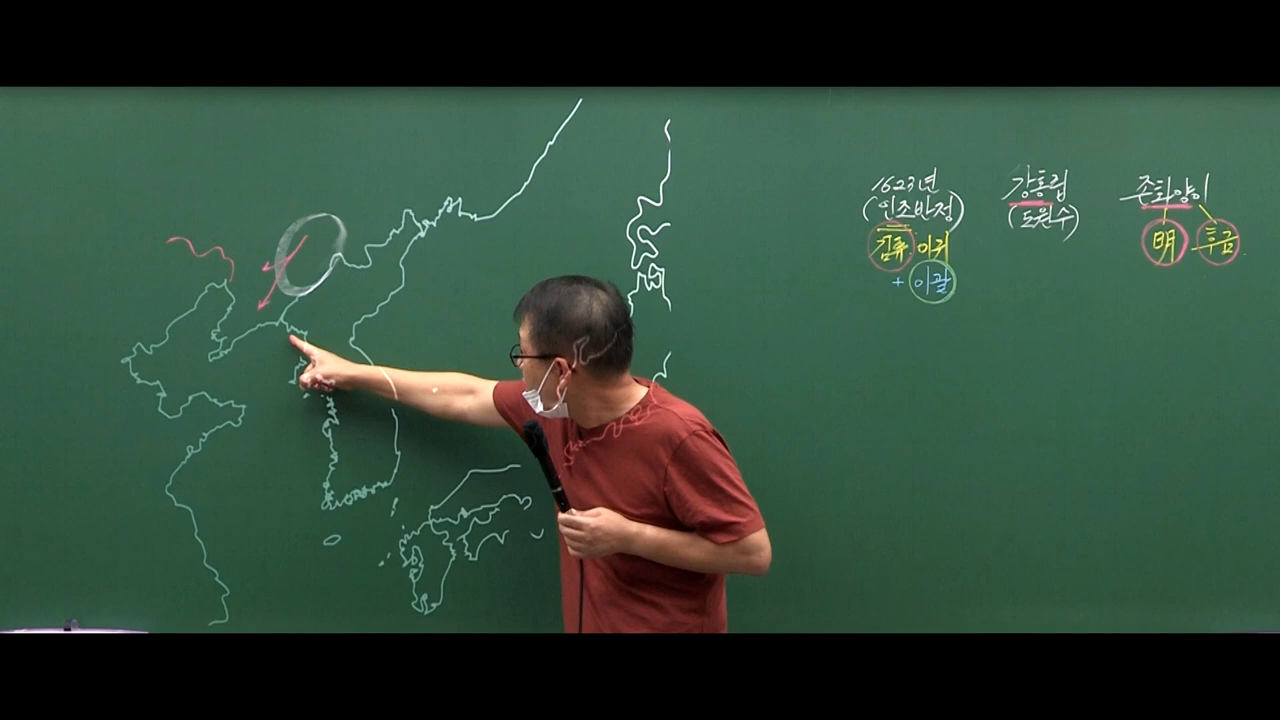 1623년
(인조반정)
김류 이귀
+ 이괄
강홍립
(도원수)
존화양이
明 후금